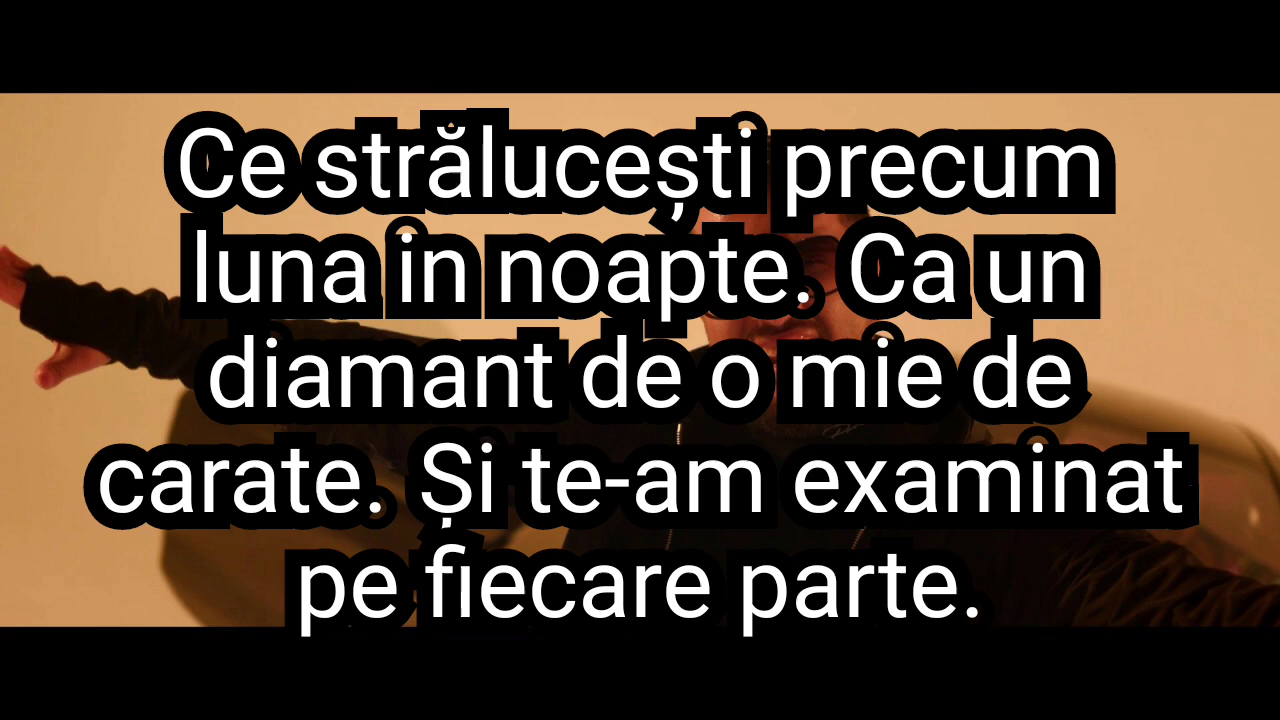 Ce strălucești precum
luna in noapte. Ca un
diamant de o mie de
carate. Și te-am examinat
pe fiecare parte.